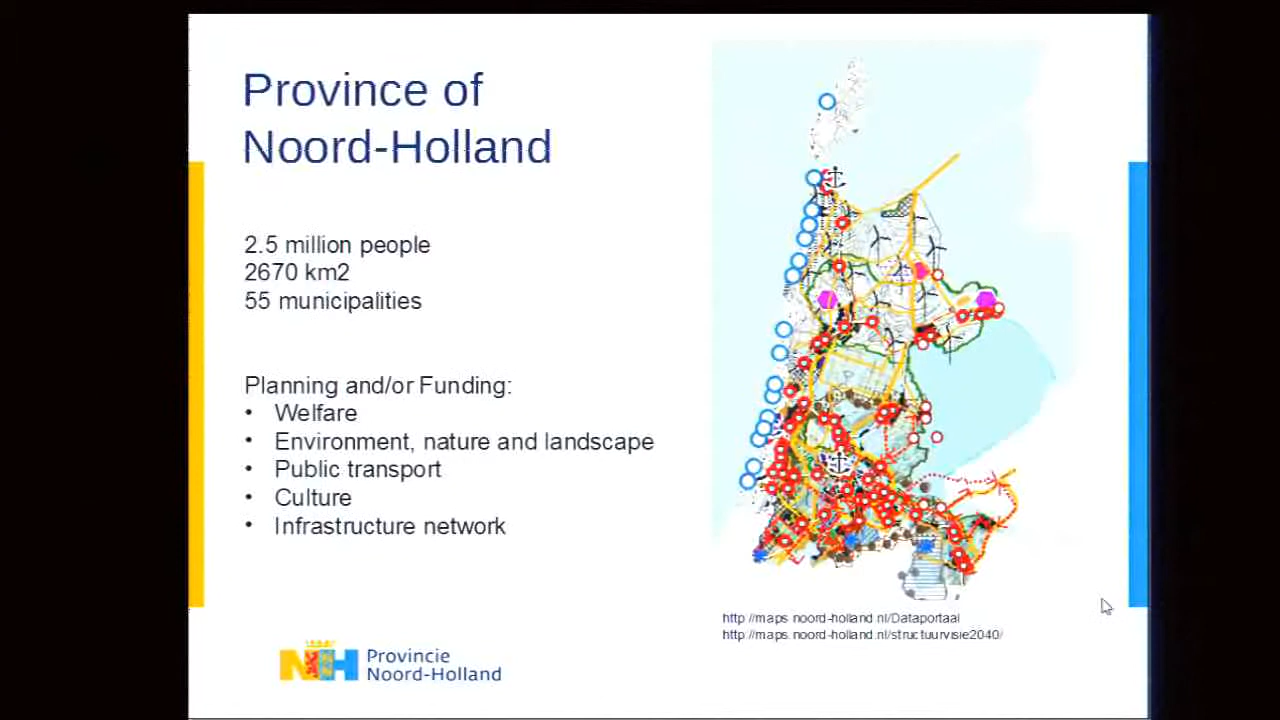 Province of
Noord-Holland
2.5 million people
2670 km2
55 municipalities
Planning and/or Funding:
• Welfare
• Environment, nature and landscape
• Public transport
• Culture
• Infrastructure network
http://maps.noord-holland.nl/Dataportaal
http://maps.noord-holland.nl/structuurvisie2040/
NH
Provincie
Noord-Holland